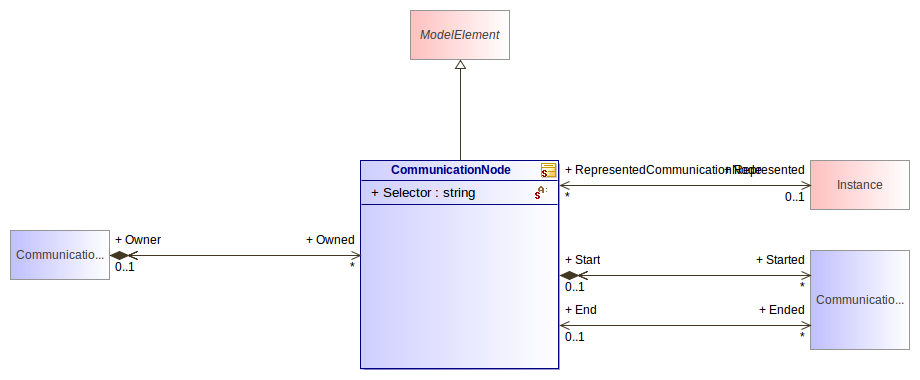 ModelElement
CommunicationNode
+ Selector : string
+ RepresentedCommunicationNode
+ Represented
*
0..1
Instance
+ Owner
+ Owned
Communicatio...
0..1
*
+ Start
+ Started
0..1
*
Communicatio...
+ End
+ Ended
0..1
*